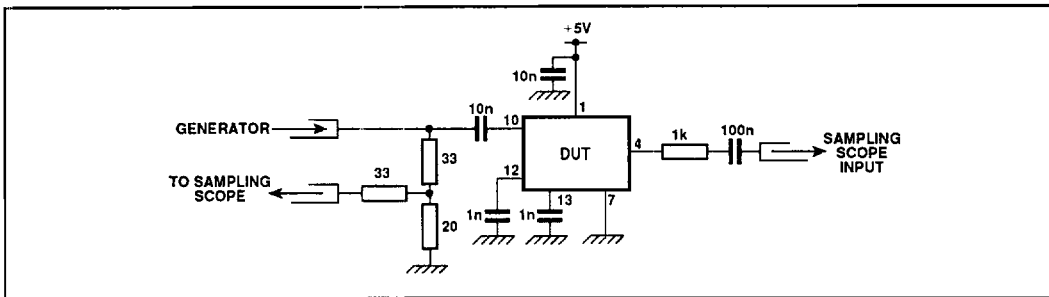 +5V
10n
10n
1
GENERATOR
10
33
DUT
4
1k
100n
SAMPLING
SCOPE
INPUT
12
33
TO SAMPLING
SCOPE
1n
1n
13
7
20